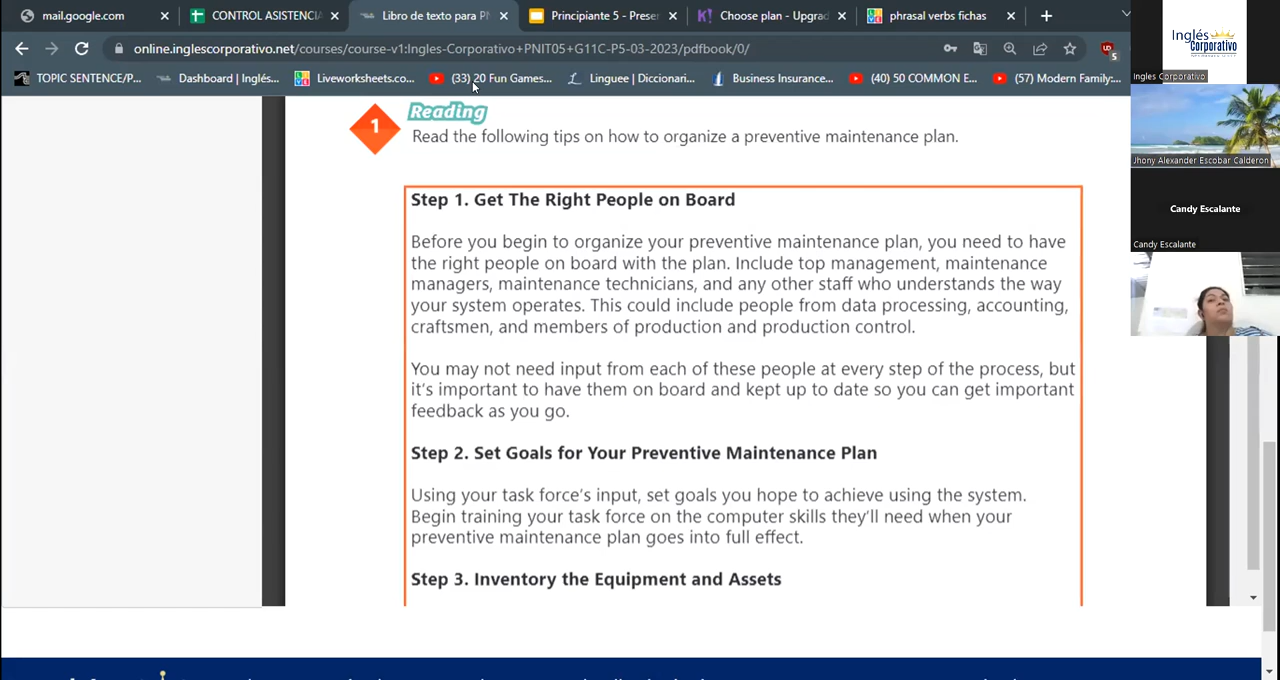 mail.google.com
CONTROL ASISTENCIA
Libro de texto para PN
Principiante 5 - Prese
Choose plan - Upgra
phrasal verbs fichas
online.inglescorporativo.net/courses/course-v1:Ingles-Corporativo+PNIT05+G11C-P5-03-2023/pdfbook/0/
TOPIC SENTENCE/P...
Dashboard | Inglés...
Liveworksheets.co...
(33) 20 Fun Games...
Linguee | Diccionari...
Business Insurance...
(40) 50 COMMON E...
(57) Modern Family:...
Inglés
Corporativo
Ingles Corporativo
Jhony Alexander Escobar Calderon
Candy Escalante
Candy Escalante
1
Reading
Read the following tips on how to organize a preventive maintenance plan.
Step 1. Get The Right People on Board
Before you begin to organize your preventive maintenance plan, you need to have
the right people on board with the plan. Include top management, maintenance
managers, maintenance technicians, and any other staff who understands the way
your system operates. This could include people from data processing, accounting,
craftsmen, and members of production and production control.
You may not need input from each of these people at every step of the process, but
it's important to have them on board and kept up to date so you can get important
feedback as you go.
Step 2. Set Goals for Your Preventive Maintenance Plan
Using your task force's input, set goals you hope to achieve using the system.
Begin training your task force on the computer skills they'll need when your
preventive maintenance plan goes into full effect.
Step 3. Inventory the Equipment and Assets